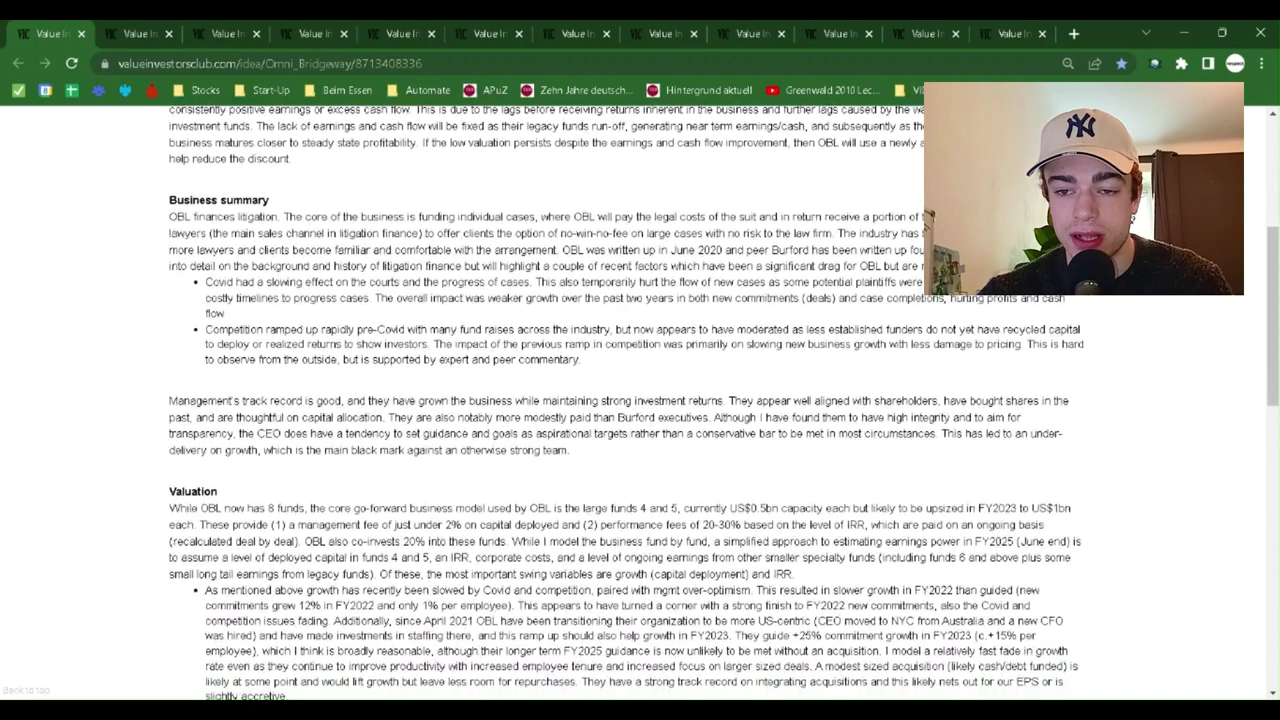 VIC Value In × VIC Value In × VIC Value In × VIC Value In × VIC Value In × VIC Value In × VIC Value In × VIC Value In × VIC Value In × VIC Value In × VIC Value In × VIC Value In ×
valueinvestorsclub.com/idea/Omni_Bridgeway/8713408336
Stocks Start-Up Beim Essen Automate APuZ Zehn Jahre deutsch... Hintergrund aktuell Greenwald 2010 Lec...
consistently positive earnings or excess cash flow. This is due to the lags before receiving returns inherent in the business and further lags caused by the
investment funds. The lack of earnings and cash flow will be fixed as their legacy funds run-off, generating near term earnings/cash, and subsequently as the
business matures closer to steady state profitability. If the low valuation persists despite the earnings and cash flow improvement, then OBL will use a newly
help reduce the discount.
NY
Business summary
OBL finances litigation. The core of the business is funding individual cases, where OBL will pay the legal costs of the suit and in return receive a portion of
lawyers (the main sales channel in litigation finance) to offer clients the option of no-win-no-fee on large cases with no risk to the law firm. The industry has
more lawyers and clients become familiar and comfortable with the arrangement. OBL was written up in June 2020 and peer Burford has been written up
into detail on the background and history of litigation finance but will highlight a couple of recent factors which have been a significant drag for OBL but are
• Covid had a slowing effect on the courts and the progress of cases. This also temporarily hurt the flow of new cases as some potential plaintiffs were
costly timelines to progress cases. The overall impact was weaker growth over the past two years in both new commitments (deals) and case completions, hurting profits and cash
flow
• Competition ramped up rapidly pre-Covid with many fund raises across the industry, but now appears to have moderated as less established funders do not yet have recycled capital
to deploy or realized returns to show investors. The impact of the previous ramp in competition was primarily on slowing new business growth with less damage to pricing. This is hard
to observe from the outside, but is supported by expert and peer commentary.
Management's track record is good, and they have grown the business while maintaining strong investment returns. They appear well aligned with shareholders, have bought shares in the
past, and are thoughtful on capital allocation. They are also notably more modestly paid than Burford executives. Although I have found them to have high integrity and to aim for
transparency, the CEO does have a tendency to set guidance and goals as aspirational targets rather than a conservative bar to be met in most circumstances. This has led to an under-
delivery on growth, which is the main black mark against an otherwise strong team.
Valuation
While OBL now has 8 funds, the core go-forward business model used by OBL is the large funds 4 and 5, currently US$0.5bn capacity each but likely to be upsized in FY2023 to US$1bn
each. These provide (1) a management fee of just under 2% on capital deployed and (2) performance fees of 20-30% based on the level of IRR, which are paid on an ongoing basis
(recalculated deal by deal). OBL also co-invests 20% into these funds. While I model the business fund by fund, a simplified approach to estimating earnings power in FY2025 (June end) is
to assume a level of deployed capital in funds 4 and 5, an IRR, corporate costs, and a level of ongoing earnings from other smaller specialty funds (including funds 6 and above plus some
small long tail earnings from legacy funds). Of these, the most important swing variables are growth (capital deployment) and IRR.
• As mentioned above growth has recently been slowed by Covid and competition, paired with mgmt over-optimism. This resulted in slower growth in FY2022 than guided (new
commitments grew 12% in FY2022 and only 1% per employee). This appears to have turned a corner with a strong finish to FY2022 new commitments, also the Covid and
competition issues fading. Additionally, since April 2021 OBL have been transitioning their organization to be more US-centric (CEO moved to NYC from Australia and a new CFO
was hired) and have made investments in staffing there, and this ramp up should also help growth in FY2023. They guide +25% commitment growth in FY2023 (c.+15% per
employee), which I think is broadly reasonable, although their longer term FY2025 guidance is now unlikely to be met without an acquisition. I model a relatively fast fade in growth
rate even as they continue to improve productivity with increased employee tenure and increased focus on larger sized deals. A modest sized acquisition (likely cash/debt funded) is
likely at some point and would lift growth but leave less room for repurchases. They have a strong track record on integrating acquisitions and this likely nets out for our EPS or is
slightly accretive.
Back to top